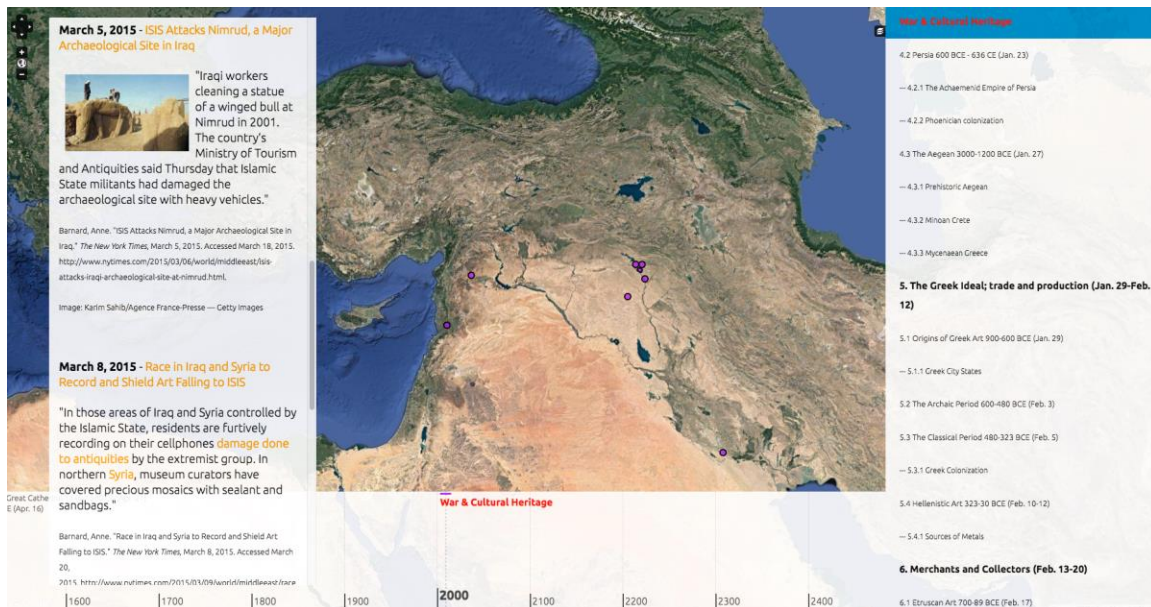 March 5, 2015 - ISIS Attacks Nimrud, a Major
Archaeological Site in Iraq
"Iraqi workers
cleaning a statue
of a winged bull at
Nimrud in 2001.
The country's
Ministry of Tourism
and Antiquities said Thursday that Islamic
State militants had damaged the
archaeological site with heavy vehicles."
Barnard, Anne. "ISIS Attacks Nimrud, a Major Archaeological Site in
Iraq." The New York Times, March 5, 2015. Accessed March 18, 2015.
http://www.nytimes.com/2015/03/06/world/middleeast/isis-
attacks-iraqi-archaeological-site-at-nimrud.html.
Image: Karim Sahib/Agence France-Presse — Getty Images
March 8, 2015 - Race in Iraq and Syria to
Record and Shield Art Falling to ISIS
"In those areas of Iraq and Syria controlled by
the Islamic State, residents are furtively
recording on their cellphones damage done
to antiquities by the extremist group. In
northern Syria, museum curators have
covered precious mosaics with sealant and
sandbags."
Barnard, Anne. "Race in Iraq and Syria to Record and Shield Art
Falling to ISIS." The New York Times, March 8, 2015. Accessed March
20,
2015. http://www.nytimes.com/2015/03/09/world/middleeast/race
Great Cathe
E (Apr. 16)
War & Cultural Heritage
1600 1700 1800 1900 2000 2100 2200 2300 2400
War & Cultural Heritage
4.2 Persia 600 BCE - 636 CE (Jan. 23)
— 4.2.1 The Achaemenid Empire of Persia
— 4.2.2 Phoenician colonization
4.3 The Aegean 3000-1200 BCE (Jan. 27)
— 4.3.1 Prehistoric Aegean
— 4.3.2 Minoan Crete
— 4.3.3 Mycenaean Greece
5. The Greek Ideal; trade and production (Jan. 29-Feb.
12)
5.1 Origins of Greek Art 900-600 BCE (Jan. 29)
— 5.1.1 Greek City States
5.2 The Archaic Period 600-480 BCE (Feb. 3)
5.3 The Classical Period 480-323 BCE (Feb. 5)
— 5.3.1 Greek Colonization
5.4 Hellenistic Art 323-30 BCE (Feb. 10-12)
— 5.4.1 Sources of Metals
6. Merchants and Collectors (Feb. 13-20)
6.1 Etruscan Art 700-89 BCE (Feb. 17)